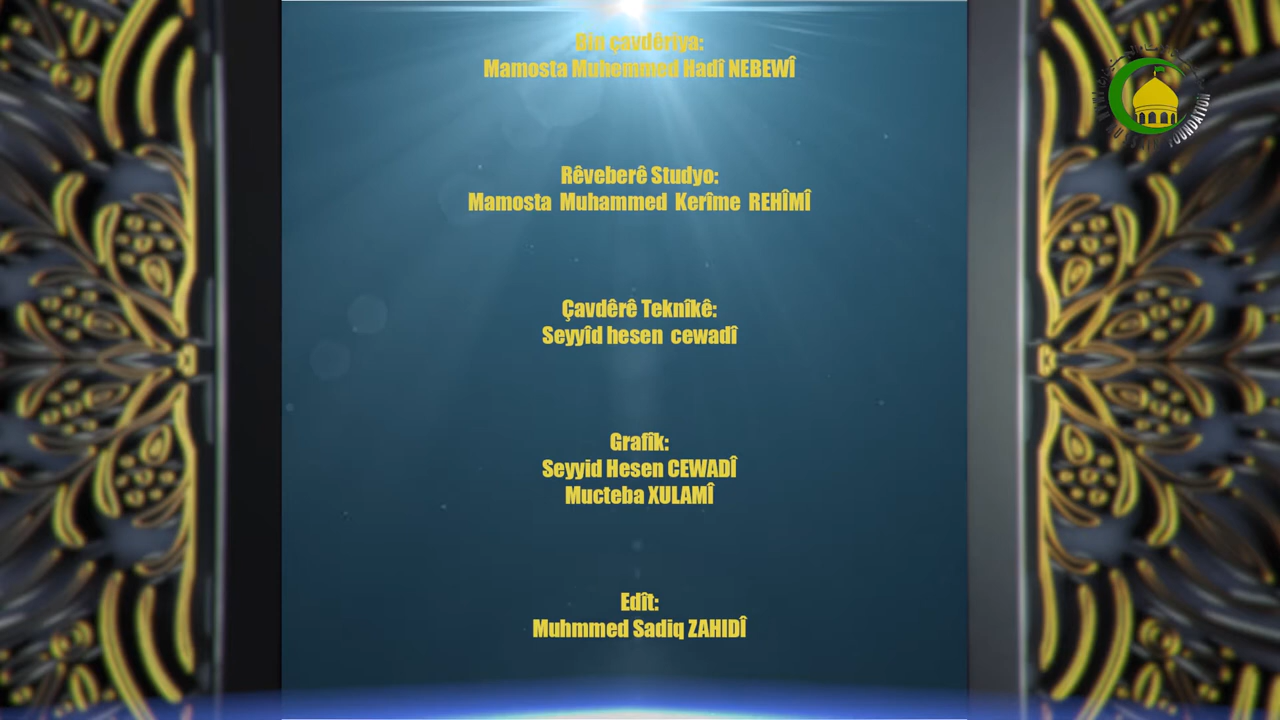 Bin çavdêriya:
Mamosta Muhemmed Hadî NEBEWÎ
Rêveberê Studyo:
Mamosta Muhammed Kerîme REHÎMÎ
Çavdêrê Teknîkê:
Seyyîd hesen cewadî
Grafîk:
Seyyid Hesen CEWADÎ
Mucteba XULAMÎ
Edît:
Muhmmed Sadiq ZAHIDÎ
FOUNDATION